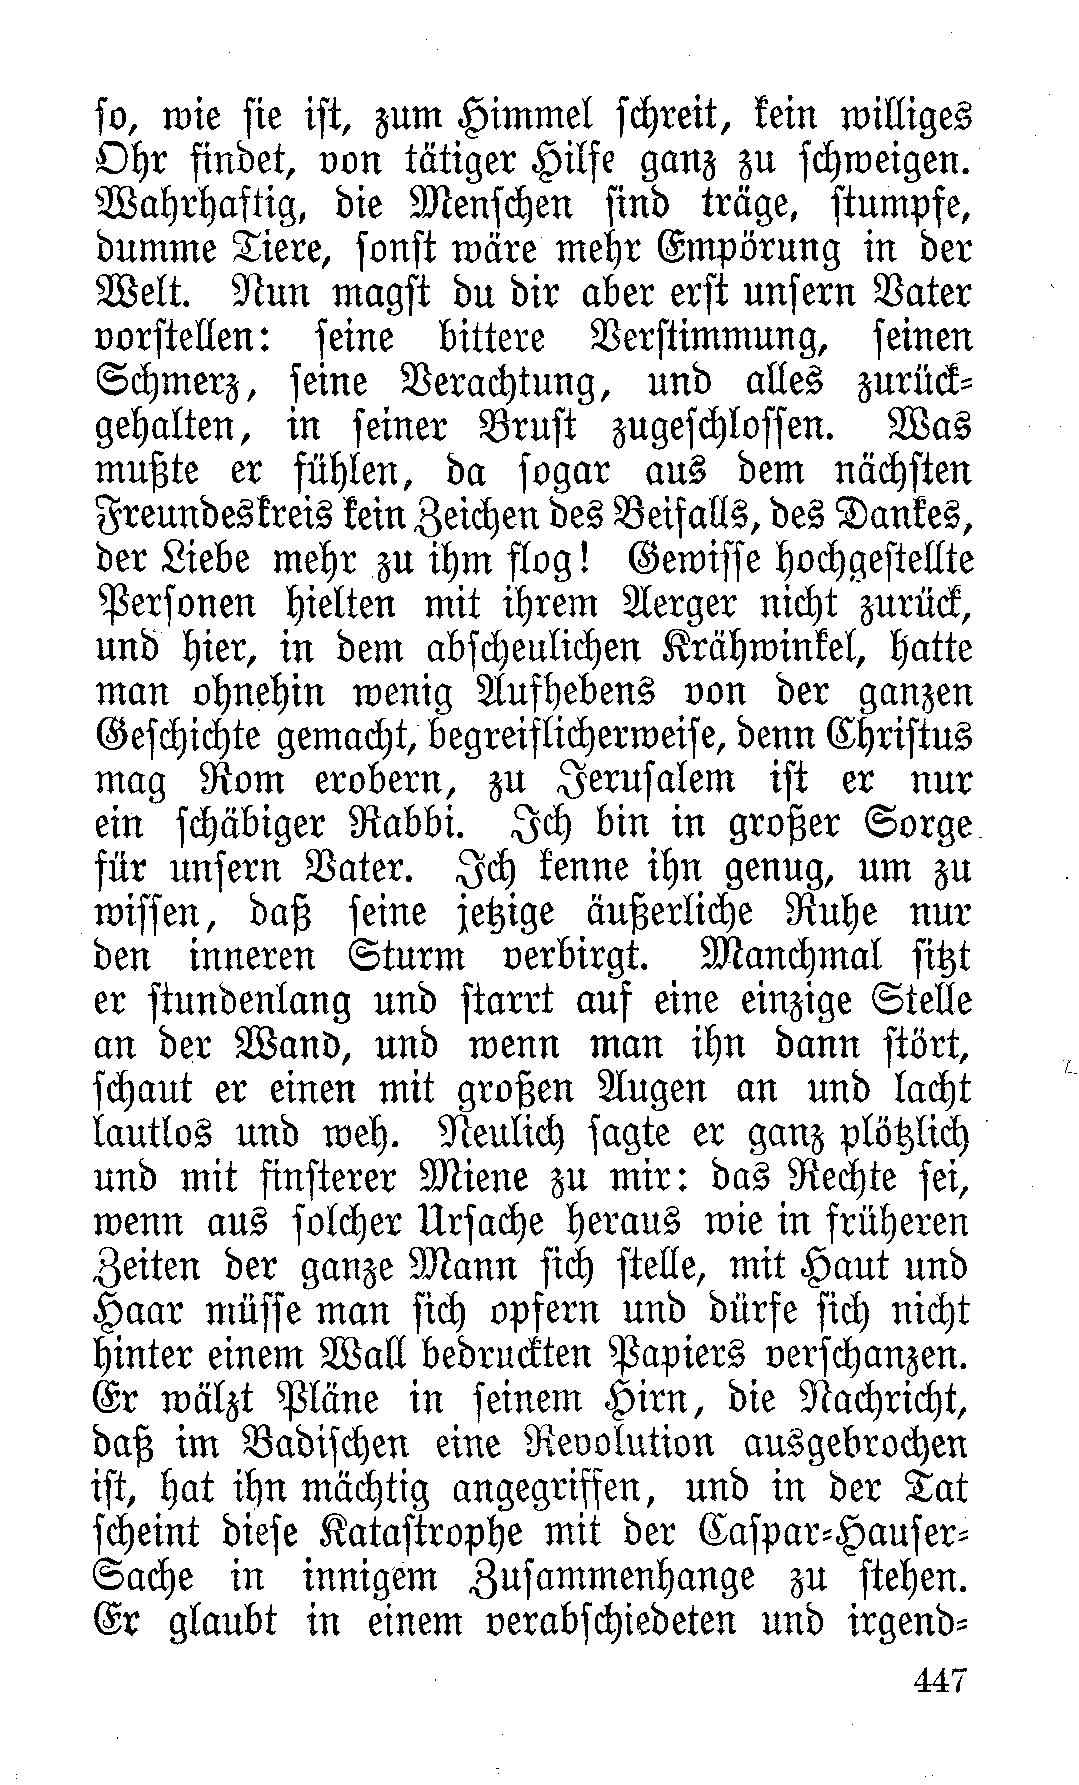 so, wie sie ist, zum Himmel schreit, kein williges
Ohr findet, von tätiger Hilfe ganz zu schweigen.
Wahrhaftig, die Menschen sind träge, stumpfe,
dumme Tiere, sonst wäre mehr Empörung in der
Welt. Nun magst du dir aber erst unsern Vater
vorstellen: seine bittere Verstimmung, seinen
Schmerz, seine Verachtung, und alles zurück-
gehalten, in seiner Brust zugeschlossen. Was
mußte er fühlen, da sogar aus dem nächsten
Freundeskreis kein Zeichen des Beifalls, des Dankes,
der Liebe mehr zu ihm flog! Gewisse hochgestellte
Personen hielten mit ihrem Aerger nicht zurück,
und hier, in dem abscheulichen Krähwinkel, hatte
man ohnehin wenig Aufhebens von der ganzen
Geschichte gemacht, begreiflicherweise, denn Christus
mag Rom erobern, zu Jerusalem ist er nur
ein schäbiger Rabbi. Ich bin in großer Sorge
für unsern Vater. Ich kenne ihn genug, um zu
wissen, daß seine jetzige äußerliche Ruhe nur
den inneren Sturm verbirgt. Manchmal sitzt
er stundenlang und starrt auf eine einzige Stelle
an der Wand, und wenn man ihn dann stört,
schaut er einen mit großen Augen an und lacht
lautlos und weh. Neulich sagte er ganz plötzlich
und mit finsterer Miene zu mir: das Rechte sei,
wenn aus solcher Ursache heraus wie in früheren
Zeiten der ganze Mann sich stelle, mit Haut und
Haar müsse man sich opfern und dürfe sich nicht
hinter einem Wall bedruckten Papiers verschanzen.
Er wälzt Pläne in seinem Hirn, die Nachricht,
daß im Badischen eine Revolution ausgebrochen
ist, hat ihn mächtig angegriffen, und in der Tat
scheint diese Katastrophe mit der Caspar-Hauser-
Sache in innigem Zusammenhange zu stehen.
Er glaubt in einem verabschiedeten und irgend-
447